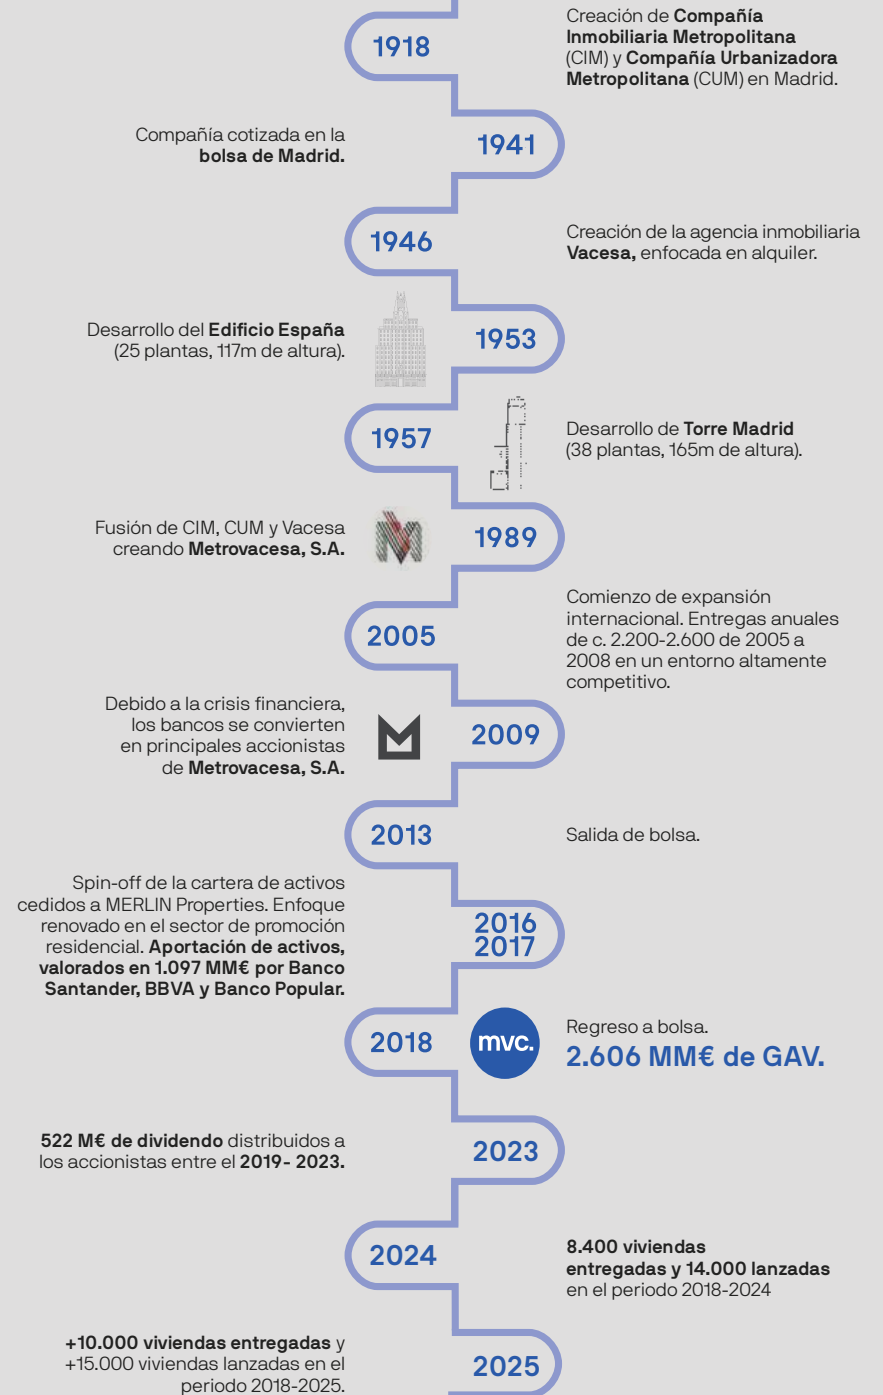 1918
Creación de Compañía
Inmobiliaria Metropolitana
(CIM) y Compañía Urbanizadora
Metropolitana (CUM) en Madrid.
Compañía cotizada en la
bolsa de Madrid.
1941
1946
Creación de la agencia inmobiliaria
Vacesa, enfocada en alquiler.
Desarrollo del Edificio España
(25 plantas, 117m de altura).
1953
1957
Desarrollo de Torre Madrid
(38 plantas, 165m de altura).
Fusión de CIM, CUM y Vacesa
creando Metrovacesa, S.A.
1989
2005
Comienzo de expansión
internacional. Entregas anuales
de c. 2.200-2.600 de 2005 a
2008 en un entorno altamente
competitivo.
Debido a la crisis financiera,
los bancos se convierten
en principales accionistas
de Metrovacesa, S.A.
2009
2013
Salida de bolsa.
Spin-off de la cartera de activos
cedidos a MERLIN Properties. Enfoque
renovado en el sector de promoción
residencial. Aportación de activos,
valorados en 1.097 MM€ por Banco
Santander, BBVA y Banco Popular.
2016
2017
2018
mvc.
Regreso a bolsa.
2.606 MM€ de GAV.
522 M€ de dividendo distribuidos a
los accionistas entre el 2019- 2023.
2023
2024
8.400 viviendas
entregadas y 14.000 lanzadas
en el periodo 2018-2024
+10.000 viviendas entregadas y
+15.000 viviendas lanzadas en el
periodo 2018-2025.
2025